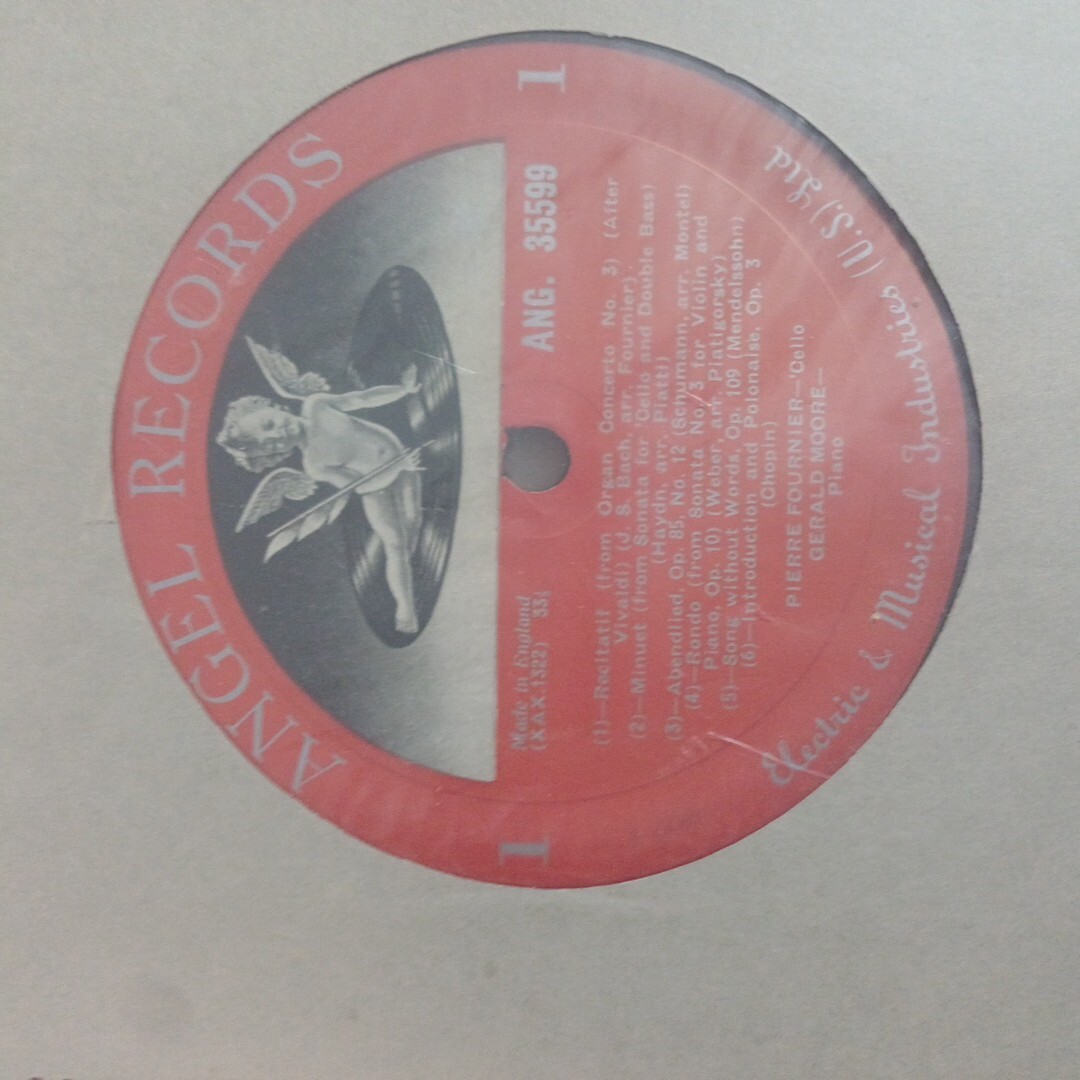 ANGEL RECORDS
1 1
Made in England ANG. 35599
(XAX.1322) 33⅓
(1)—Recitatif (from Organ Concerto No. 3) (After
Vivaldi) (J. S. Bach, arr. Fournier) :
(2)—Minuet (from Sonata for 'Cello and Double Bass)
(Haydn, arr. Piatti)
(3)—Abendlied, Op. 85, No. 12 (Schumann, arr. Montel)
(4)—Rondo (from Sonata No. 3 for Violin and
Piano, Op. 10) (Weber, arr. Piatigorsky)
(5)—Song without Words, Op. 109 (Mendelssohn)
(6)—Introduction and Polonaise, Op. 3
(Chopin)
PIERRE FOURNIER—'Cello
GERALD MOORE—
Piano
Electric & Musical Industries (U.S.) Ltd